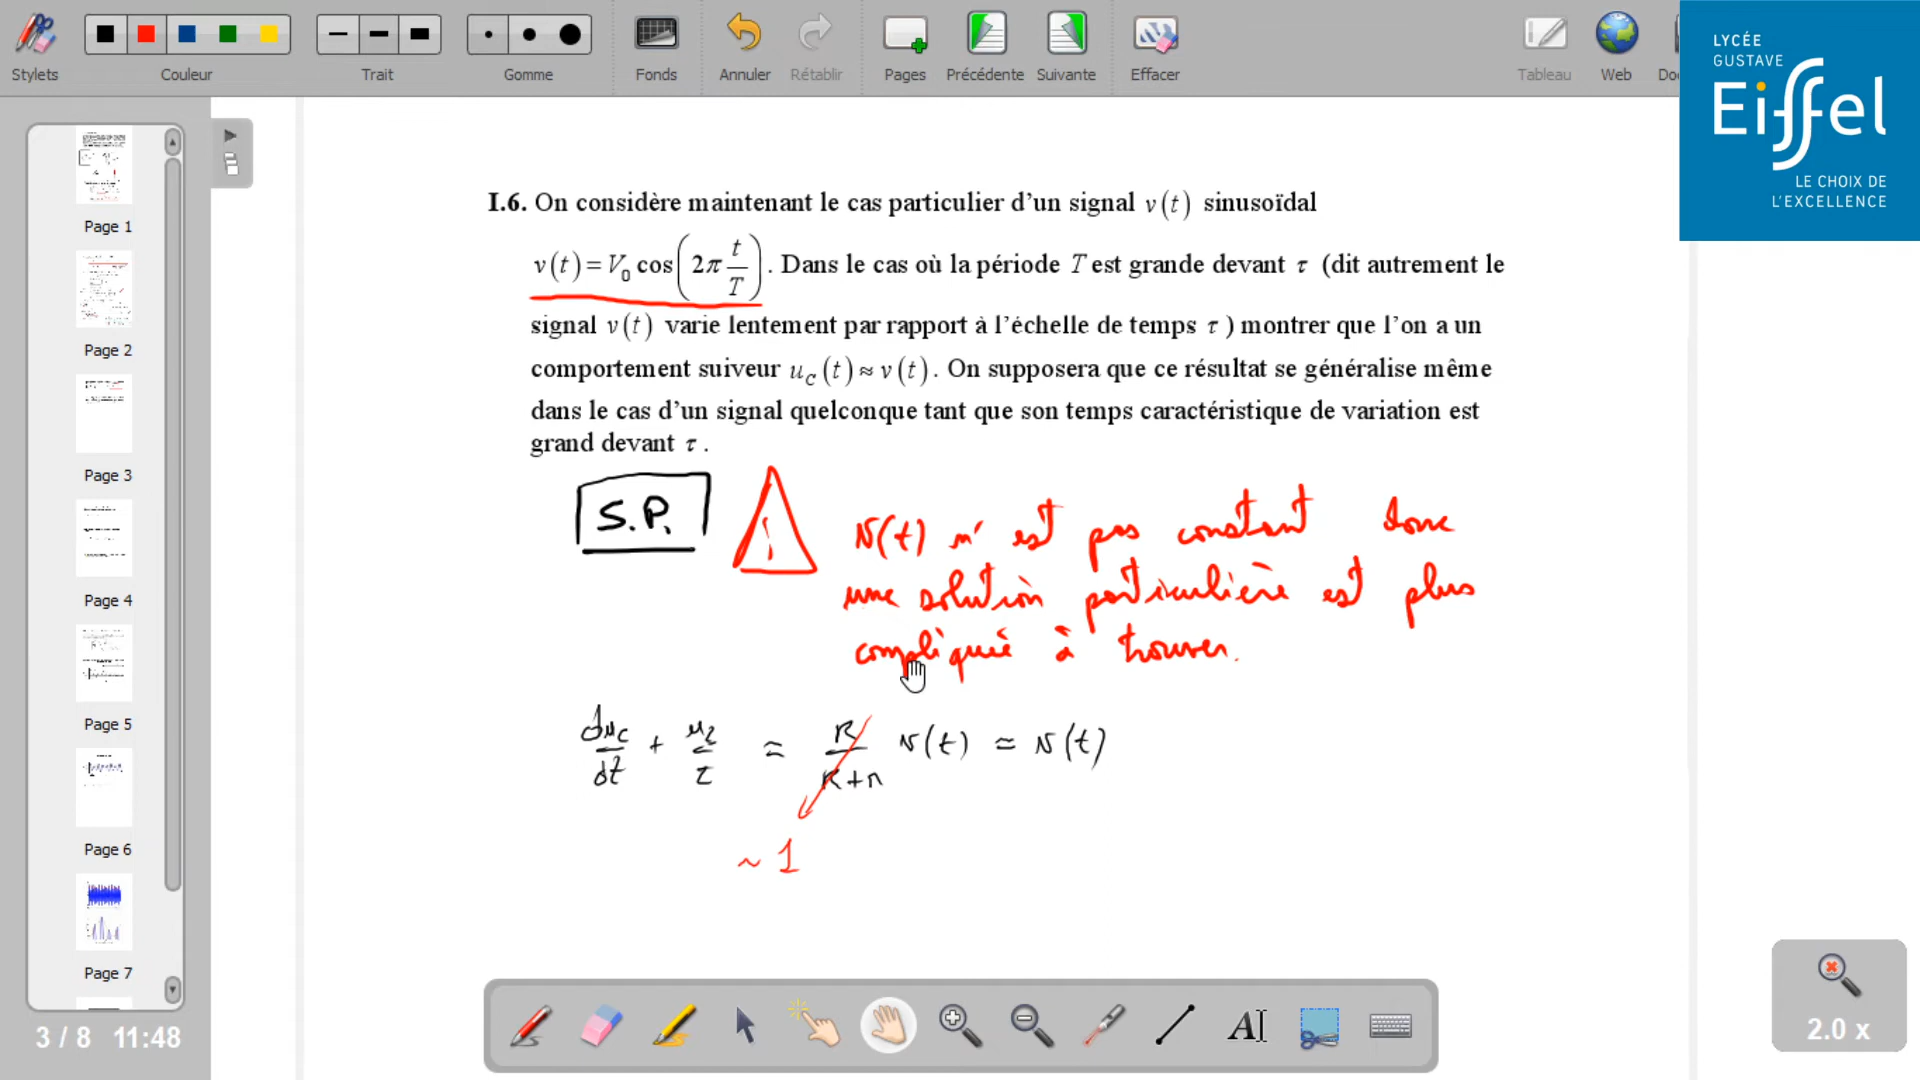 Stylets
Couleur
Trait
Gomme
Fonds
Annuler
Rétablir
Pages
Précédente
Suivante
Effacer
Tableau
Web
LYCÉE
GUSTAVE
Eiffel
LE CHOIX DE
L'EXCELLENCE
Page 1
Page 2
Page 3
Page 4
Page 5
Page 6
Page 7
3 / 8 11:48
I.6. On considère maintenant le cas particulier d'un signal v(t) sinusoïdal
v(t) = V₀ cos(2π t/T). Dans le cas où la période T est grande devant τ (dit autrement le
signal v(t) varie lentement par rapport à l'échelle de temps τ) montrer que l'on a un
comportement suiveur u_C(t) ≈ v(t). On supposera que ce résultat se généralise même
dans le cas d'un signal quelconque tant que son temps caractéristique de variation est
grand devant τ.
S.P. !
v(t) n'est pas constant donc
une solution particulière est plus
compliquée à trouver.
du_C/dt + u_C/τ ≃ R/(R+r) v(t) ≃ v(t)
~ 1
AI
2.0 x